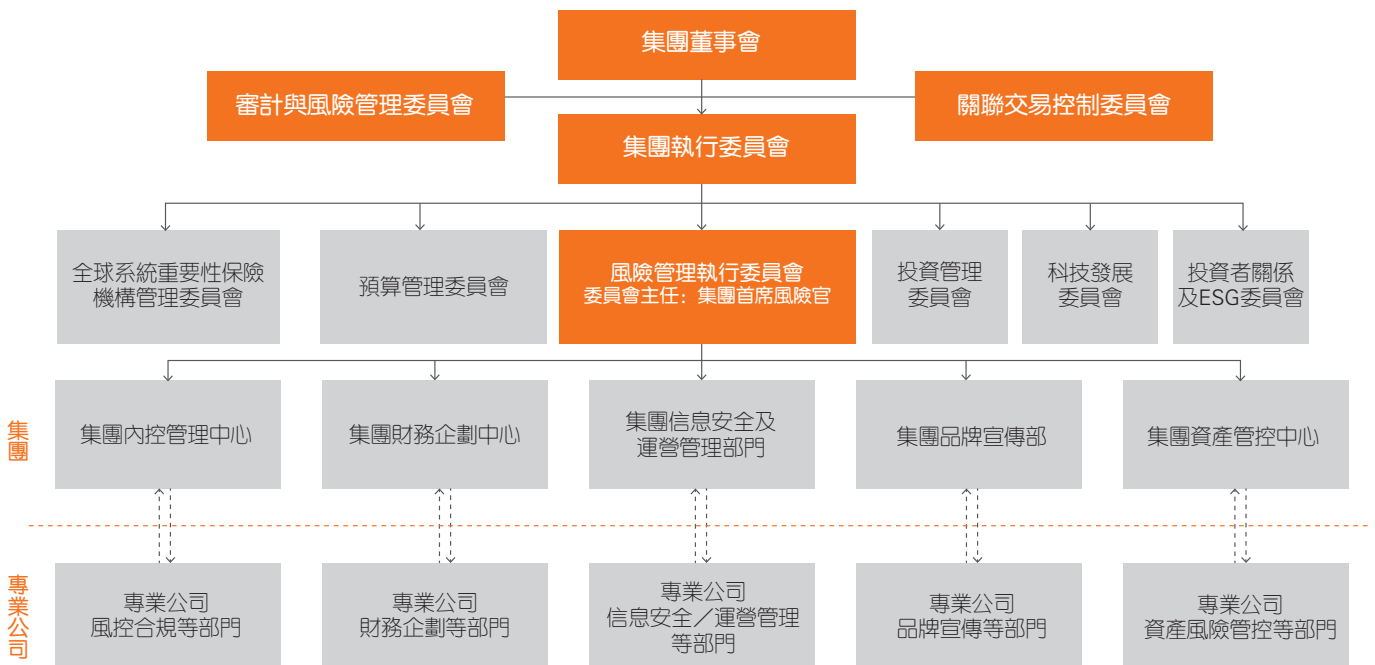 集團董事會
審計與風險管理委員會
關聯交易控制委員會
集團執行委員會
全球系統重要性保險
機構管理委員會
預算管理委員會
風險管理執行委員會
委員會主任：集團首席風險官
投資管理
委員會
科技發展
委員會
投資者關係
及ESG委員會
集團
集團內控管理中心
集團財務企劃中心
集團信息安全及
運營管理部門
集團品牌宣傳部
集團資產管控中心
專業公司
專業公司
風控合規等部門
專業公司
財務企劃等部門
專業公司
信息安全／運營管理
等部門
專業公司
品牌宣傳等部門
專業公司
資產風險管控等部門